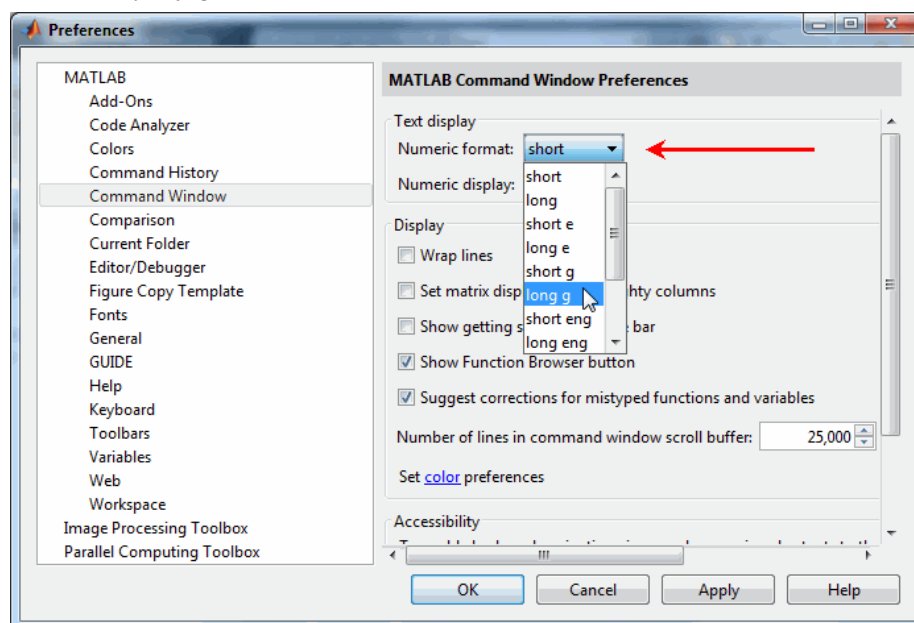 Preferences
MATLAB
Add-Ons
Code Analyzer
Colors
Command History
Command Window
Comparison
Current Folder
Editor/Debugger
Figure Copy Template
Fonts
General
GUIDE
Help
Keyboard
Toolbars
Variables
Web
Workspace
Image Processing Toolbox
Parallel Computing Toolbox
MATLAB Command Window Preferences
Text display
Numeric format: short
Numeric display:
short
long
short e
long e
short g
long g
short eng
long eng
Display
Wrap lines
Set matrix disp hty columns
Show getting s bar
Show Function Browser button
Suggest corrections for mistyped functions and variables
Number of lines in command window scroll buffer: 25,000
Set color preferences
Accessibility
OK Cancel Apply Help